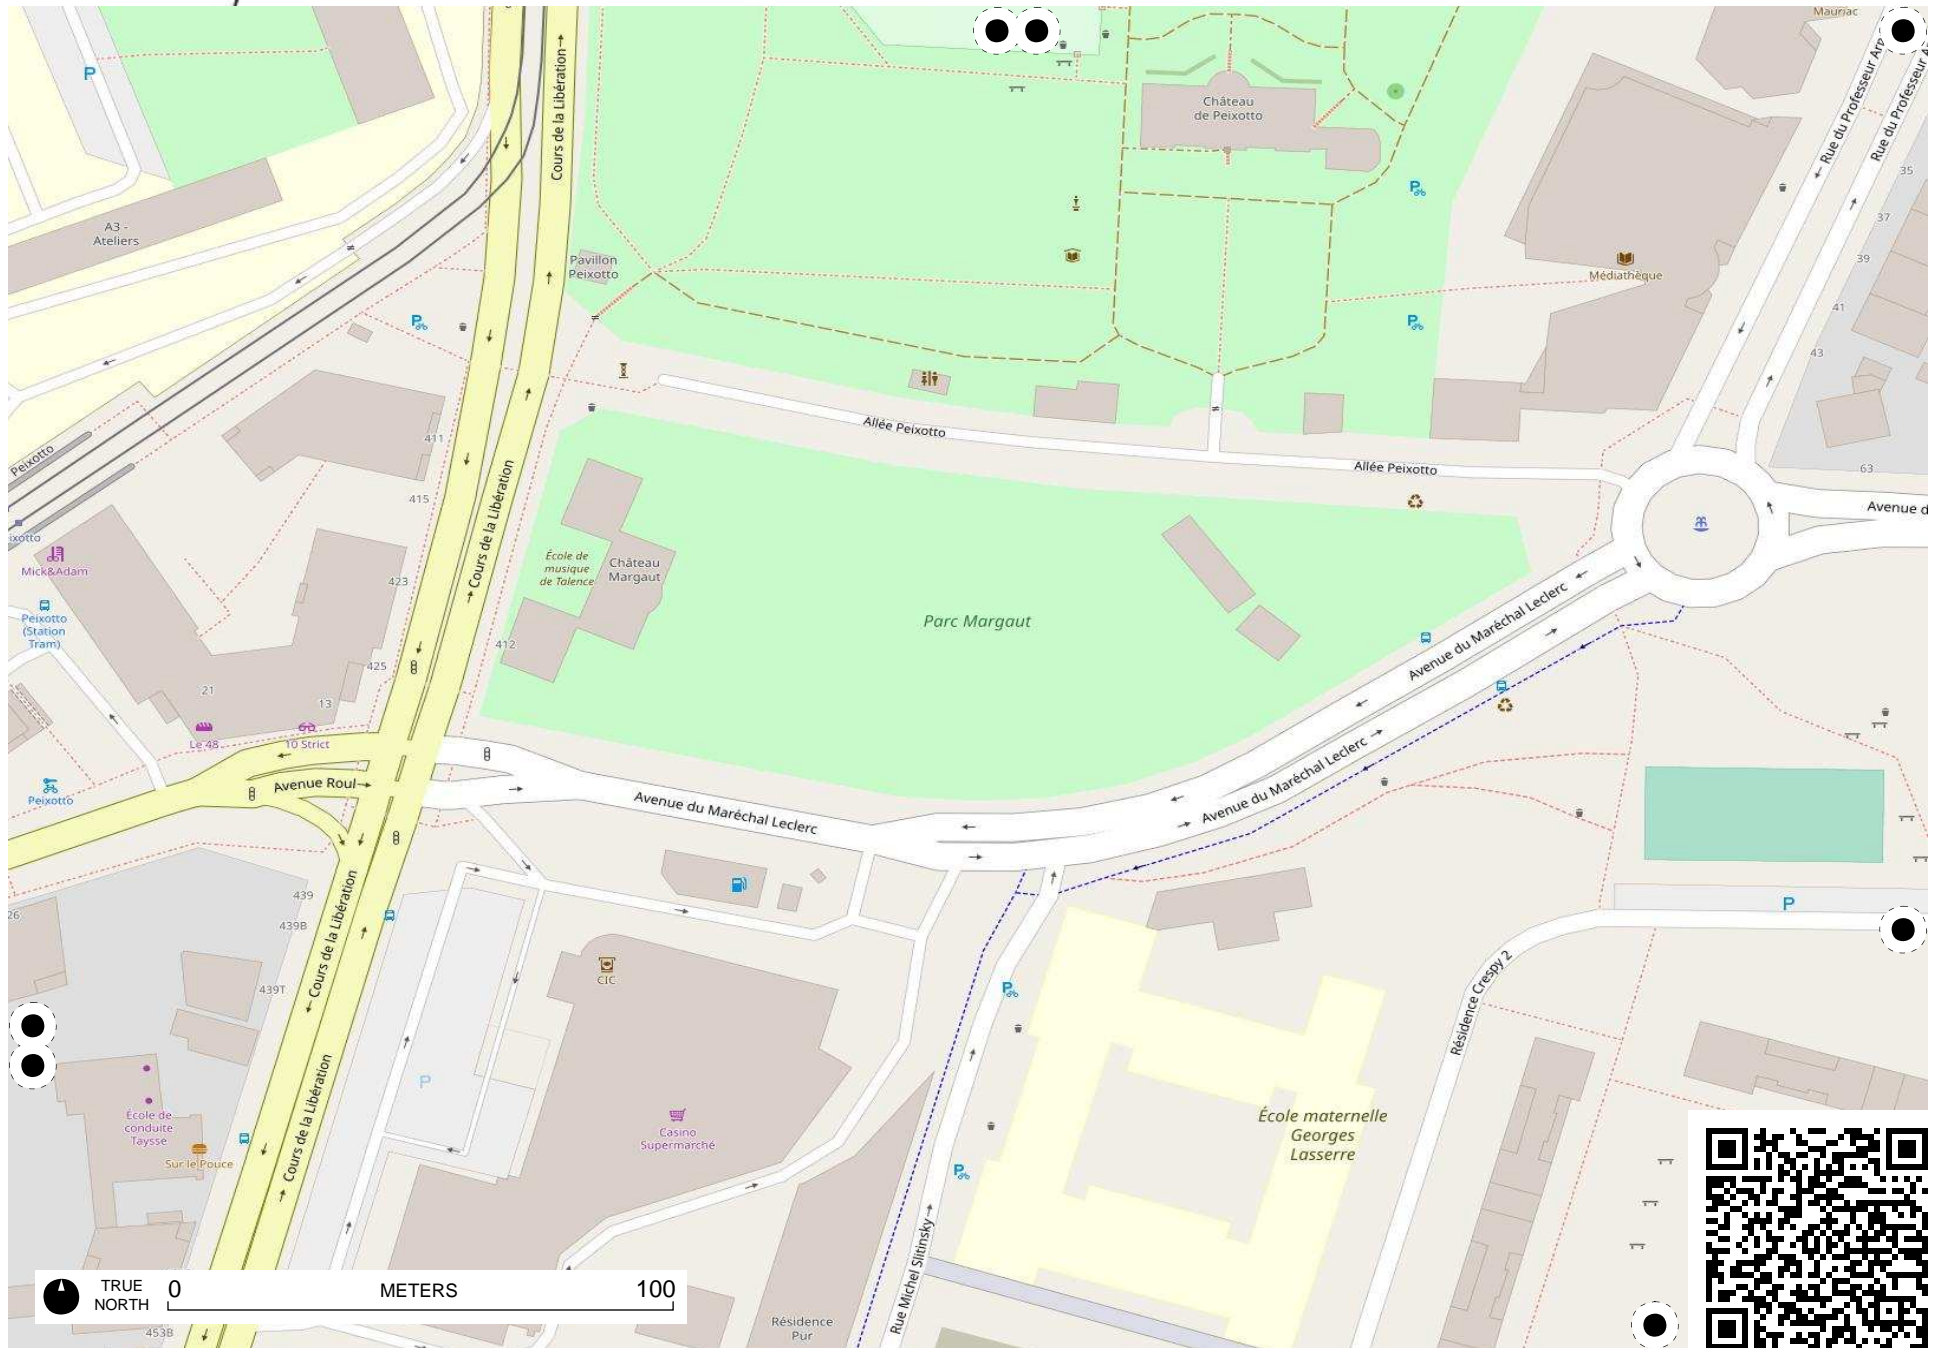 Mauriac
P
Cours de la Libération
Rue du Professeur
Rue du Professeur
Château
de Peixotto
35
A3 -
Ateliers
37
Pavillon
Peixotto
39
Médiathèque
P
P
P
41
43
411
Allée Peixotto
Peixotto
Allée Peixotto
63
415
Avenue d
ixotto
Cours de la Libération
Mick&Adam
École de
musique
de Talence
Château
Margaut
423
Peixotto
(Station
Tram)
Parc Margaut
Avenue du Maréchal Leclerc
412
425
21
13
Le 48
10 Strict
Avenue Roul
Peixotto
Avenue du Maréchal Leclerc
Avenue du Maréchal Leclerc
439
26
439B
P
Cours de la Libération
CIC
439T
P
Résidence Crespy 2
P
École de
conduite
Taysse
Cours de la Libération
Casino
Supermarché
École maternelle
Georges
Lasserre
Sur le Pouce
P
Rue Michel Slitinsky
TRUE
NORTH
0
METERS
100
453B
Résidence
Pur